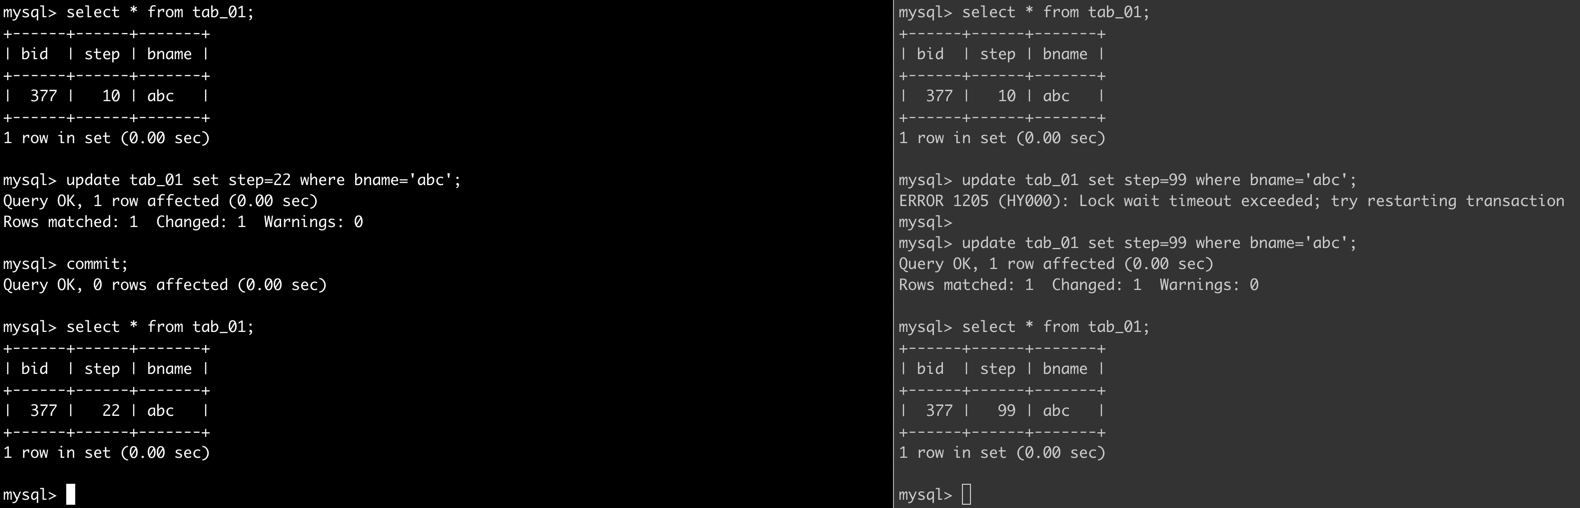 mysql> select * from tab_01;
+------+------+-------+
| bid  | step | bname |
+------+------+-------+
|  377 |   10 | abc   |
+------+------+-------+
1 row in set (0.00 sec)

mysql> update tab_01 set step=22 where bname='abc';
Query OK, 1 row affected (0.00 sec)
Rows matched: 1  Changed: 1  Warnings: 0

mysql> commit;
Query OK, 0 rows affected (0.00 sec)

mysql> select * from tab_01;
+------+------+-------+
| bid  | step | bname |
+------+------+-------+
|  377 |   22 | abc   |
+------+------+-------+
1 row in set (0.00 sec)

mysql>
mysql> select * from tab_01;
+------+------+-------+
| bid  | step | bname |
+------+------+-------+
|  377 |   10 | abc   |
+------+------+-------+
1 row in set (0.00 sec)

mysql> update tab_01 set step=99 where bname='abc';
ERROR 1205 (HY000): Lock wait timeout exceeded; try restarting transaction
mysql>
mysql> update tab_01 set step=99 where bname='abc';
Query OK, 1 row affected (0.00 sec)
Rows matched: 1  Changed: 1  Warnings: 0

mysql> select * from tab_01;
+------+------+-------+
| bid  | step | bname |
+------+------+-------+
|  377 |   99 | abc   |
+------+------+-------+
1 row in set (0.00 sec)

mysql>